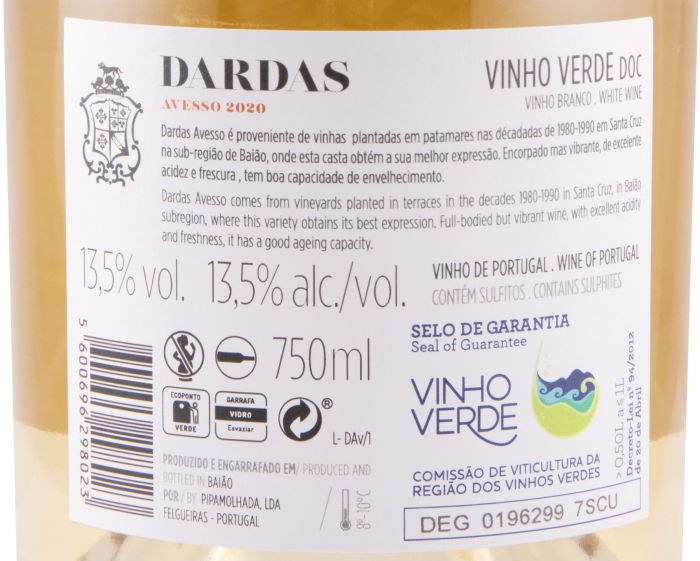 DARDAS
AVESSO 2020
VINHO VERDE DOC
VINHO BRANCO . WHITE WINE
Dardas Avesso é proveniente de vinhas plantadas em patamares nas décadadas de 1980-1990 em Santa Cruz
na sub-região de Baião, onde esta casta obtém a sua melhor expressão. Encorpado mas vibrante, de excelente
acidez e frescura , tem boa capacidade de envelhecimento.
Dardas Avesso comes from vineyards planted in terraces in the decades 1980-1990 in Santa Cruz, in Baião
subregion, where this variety obtains its best expression. Full-bodied but vibrant wine, with excellent acidity
and freshness, it has a good ageing capacity.
13,5% vol. 13,5% alc./vol.
VINHO DE PORTUGAL . WINE OF PORTUGAL
CONTÉM SULFITOS . CONTAINS SULPHITES
5 600696 298023
750ml
ECOPONTO
VERDE
GARRAFA
VIDRO
Esvaziar
®
L- DAv/1
PRODUZIDO E ENGARRAFADO EM/ PRODUCED AND
BOTTLED IN BAIÃO
POR / BY PIPAMOLHADA, LDA
FELGUEIRAS - PORTUGAL
8º-10ºC
SELO DE GARANTIA
Seal of Guarantee
VINHO
VERDE
COMISSÃO DE VITICULTURA DA
REGIÃO DOS VINHOS VERDES
DEG 0196299 7SCU
>0,50L a ≤ 1L
Decreto-Lei nº 94/2012
de 20 de Abril